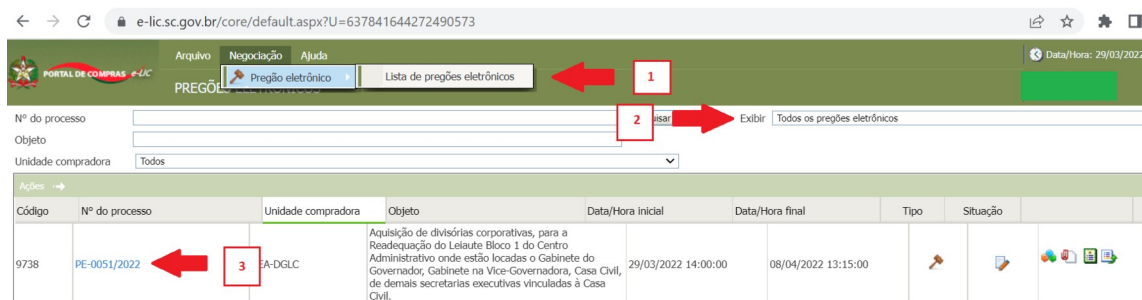 e-lic.sc.gov.br/core/default.aspx?U=637841644272490573
PORTAL DE COMPRAS e-LIC
Arquivo Negociação Ajuda
Data/Hora: 29/03/2022
Pregão eletrônico
Lista de pregões eletrônicos
1
Nº do processo
2
Exibir Todos os pregões eletrônicos
Objeto
Unidade compradora Todos
Ações
Código Nº do processo Unidade compradora Objeto Data/Hora inicial Data/Hora final Tipo Situação
Aquisição de divisórias corporativas, para a
Readequação do Leiaute Bloco 1 do Centro
Administrativo onde estão locadas o Gabinete do
9738 PE-0051/2022 3 EA-DGLC Governador, Gabinete na Vice-Governadora, Casa Civil, 29/03/2022 14:00:00 08/04/2022 13:15:00
de demais secretarias executivas vinculadas à Casa
Civil.